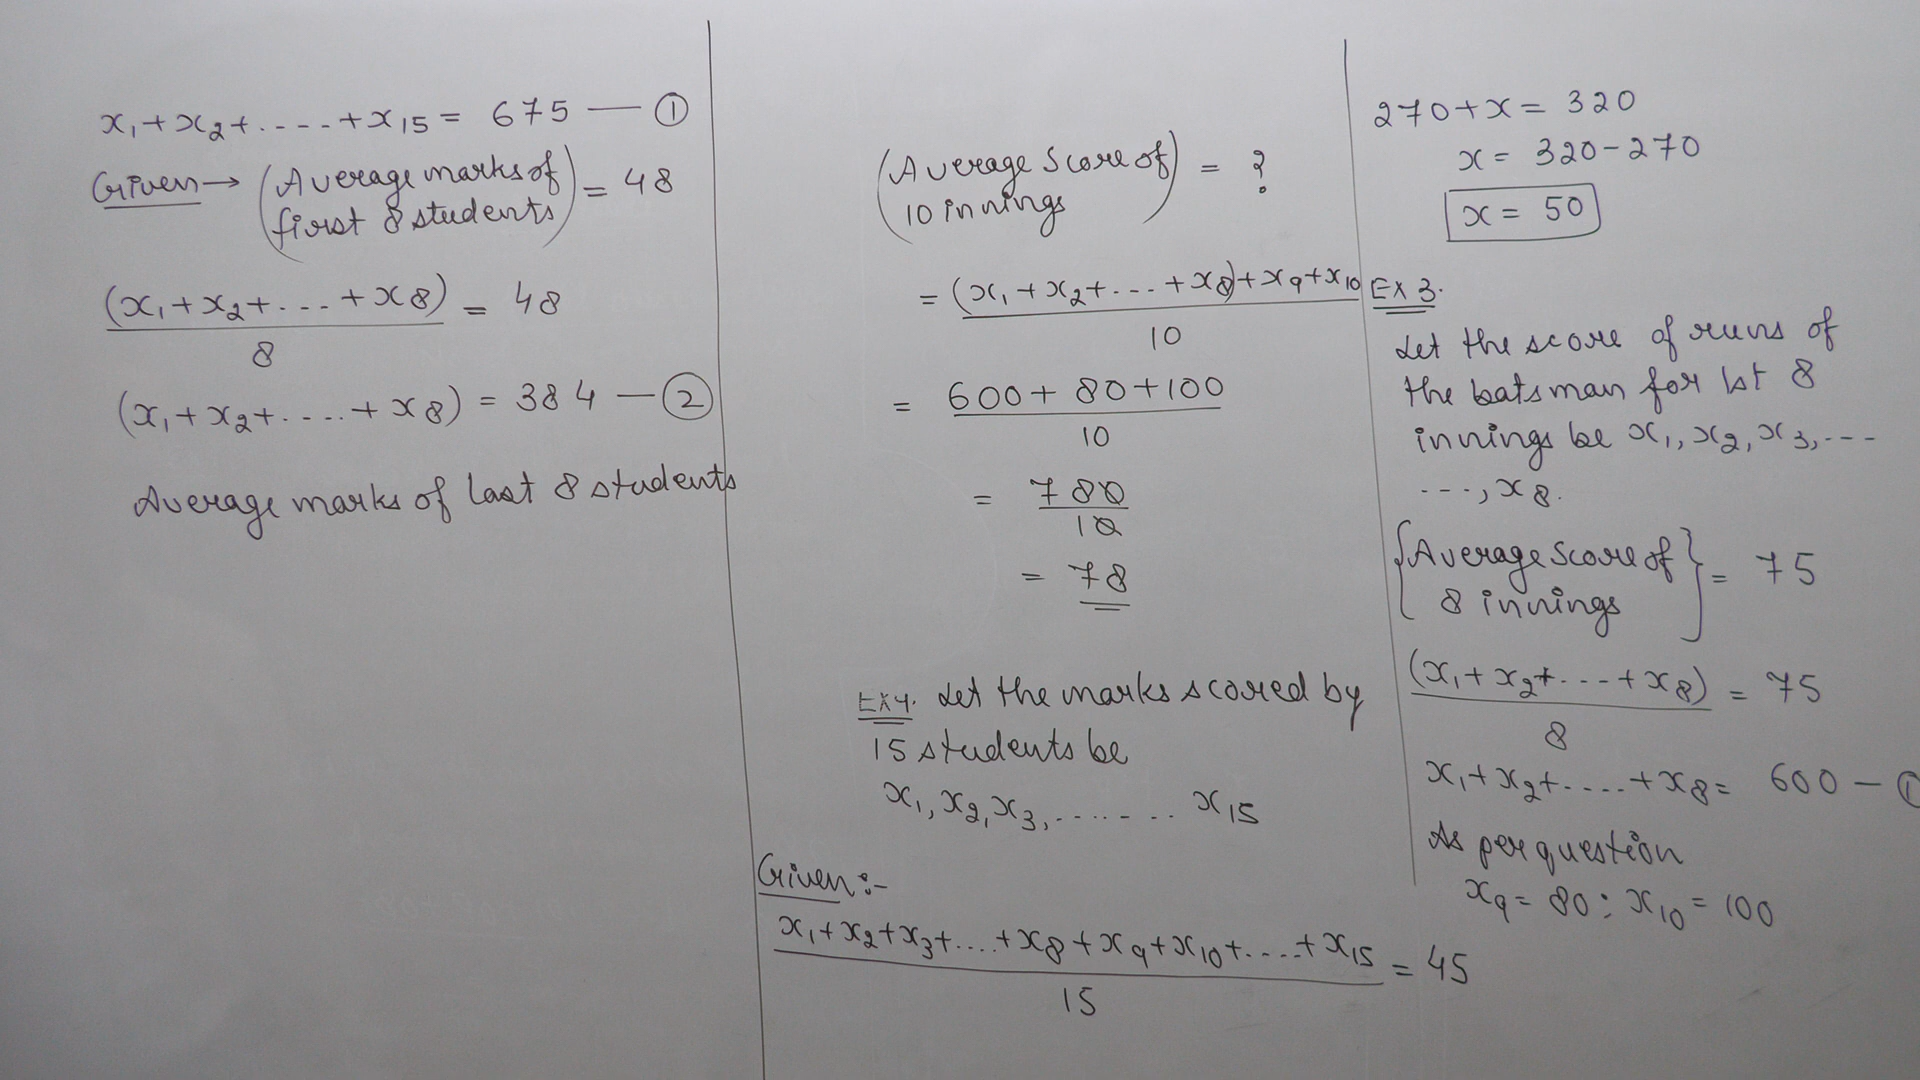 x₁+x₂+.----+x₁₅ = 675 — ①
Given → (Average marks of first 8 students) = 48
(x₁+x₂+...+x₈)/8 = 48
(x₁+x₂+.....+x₈) = 384 — ②
Average marks of last 8 students
(Average Score of 10 innings) = ?
= ((x₁+x₂+...+x₈)+x₉+x₁₀)/10
= (600+80+100)/10
= 780/10
= 78
EX4. Let the marks scored by
15 students be
x₁, x₂, x₃, ........ x₁₅
Given:-
(x₁+x₂+x₃+....+x₈+x₉+x₁₀+....+x₁₅)/15 = 45
270+x = 320
x = 320-270
x = 50
EX 3.
Let the score of runs of
the batsman for 1st 8
innings be x₁, x₂, x₃, ---
---, x₈.
{Average Score of 8 innings} = 75
(x₁+x₂+...+x₈)/8 = 75
x₁+x₂+.....+x₈ = 600 — ①
As per question
x₉ = 80 : x₁₀ = 100